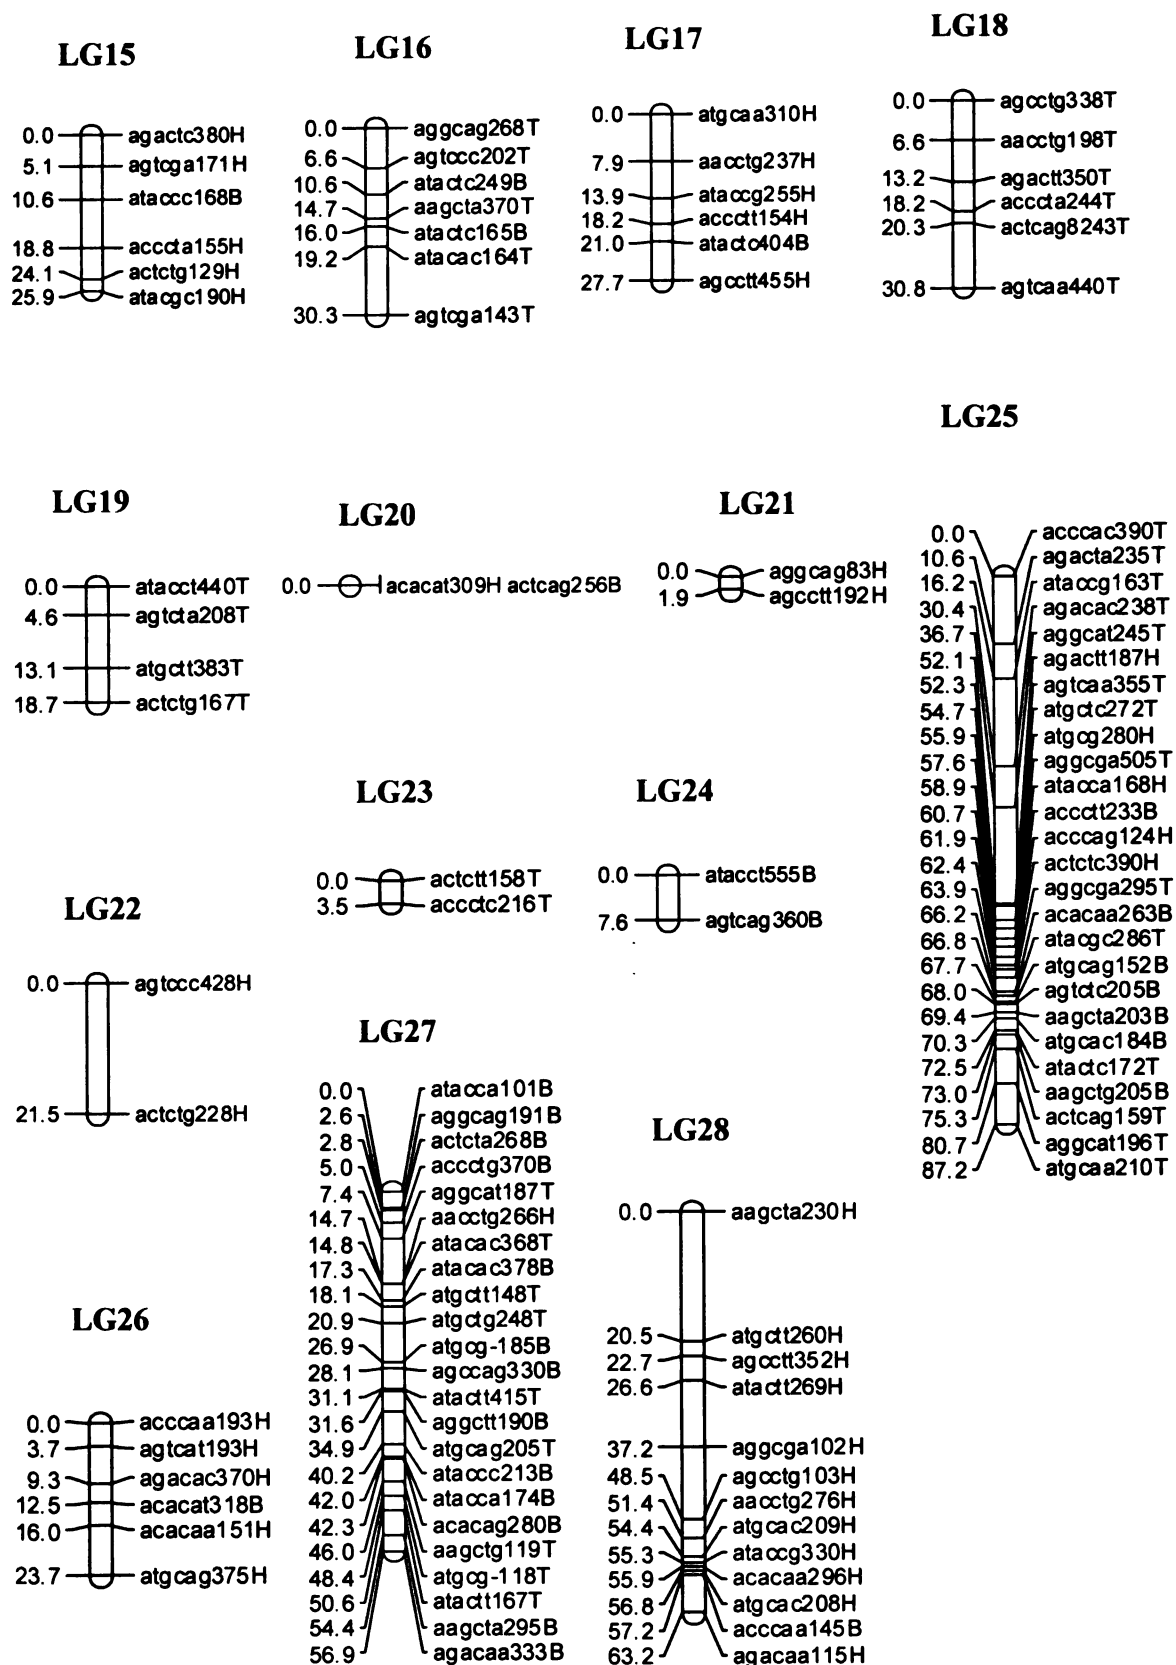 LG15
0.0 agactc380H
5.1 agtcga171H
10.6 ataccc168B
18.8 acccta155H
24.1 actctg129H
25.9 atacgc190H
LG16
0.0 aggcag268T
6.6 agtccc202T
10.6 atactc249B
14.7 aagcta370T
16.0 atactc165B
19.2 atacac164T
30.3 agtcga143T
LG17
0.0 atgcaa310H
7.9 aacctg237H
13.9 ataccg255H
18.2 accctt154H
21.0 atactc404B
27.7 agcctt455H
LG18
0.0 agcctg338T
6.6 aacctg198T
13.2 agactt350T
18.2 acccta244T
20.3 actcag8243T
30.8 agtcaa440T
LG19
0.0 atacct440T
4.6 agtcta208T
13.1 atgctt383T
18.7 actctg167T
LG20
0.0 acacat309H actcag256B
LG21
0.0 aggcag83H
1.9 agcctt192H
LG25
0.0 acccac390T
10.6 agacta235T
16.2 ataccg163T
30.4 agacac238T
36.7 aggcat245T
52.1 agactt187H
52.3 agtcaa355T
54.7 atgctc272T
55.9 atgcg280H
57.6 aggcga505T
58.9 atacca168H
60.7 accctt233B
61.9 acccag124H
62.4 actctc390H
63.9 aggcga295T
66.2 acacaa263B
66.8 atacgc286T
67.7 atgcag152B
68.0 agtctc205B
69.4 aagcta203B
70.3 atgcac184B
72.5 atactc172T
73.0 aagctg205B
75.3 actcag159T
80.7 aggcat196T
87.2 atgcaa210T
LG22
0.0 agtccc428H
21.5 actctg228H
LG23
0.0 actctt158T
3.5 accctc216T
LG24
0.0 atacct555B
7.6 agtcag360B
LG26
0.0 acccaa193H
3.7 agtcat193H
9.3 agacac370H
12.5 acacat318B
16.0 acacaa151H
23.7 atgcag375H
LG27
0.0 atacca101B
2.6 aggcag191B
2.8 actcta268B
5.0 accctg370B
7.4 aggcat187T
14.7 aacctg266H
14.8 atacac368T
17.3 atacac378B
18.1 atgctt148T
20.9 atgctg248T
26.9 atgcg-185B
28.1 agccag330B
31.1 atactt415T
31.6 aggctt190B
34.9 atgcag205T
40.2 ataccc213B
42.0 atacca174B
42.3 acacag280B
46.0 aagctg119T
48.4 atgcg-118T
50.6 atactt167T
54.4 aagcta295B
56.9 agacaa333B
LG28
0.0 aagcta230H
20.5 atgctt260H
22.7 agcctt352H
26.6 atactt269H
37.2 aggcga102H
48.5 agcctg103H
51.4 aacctg276H
54.4 atgcac209H
55.3 ataccg330H
55.9 acacaa296H
56.8 atgcac208H
57.2 acccaa145B
63.2 agacaa115H